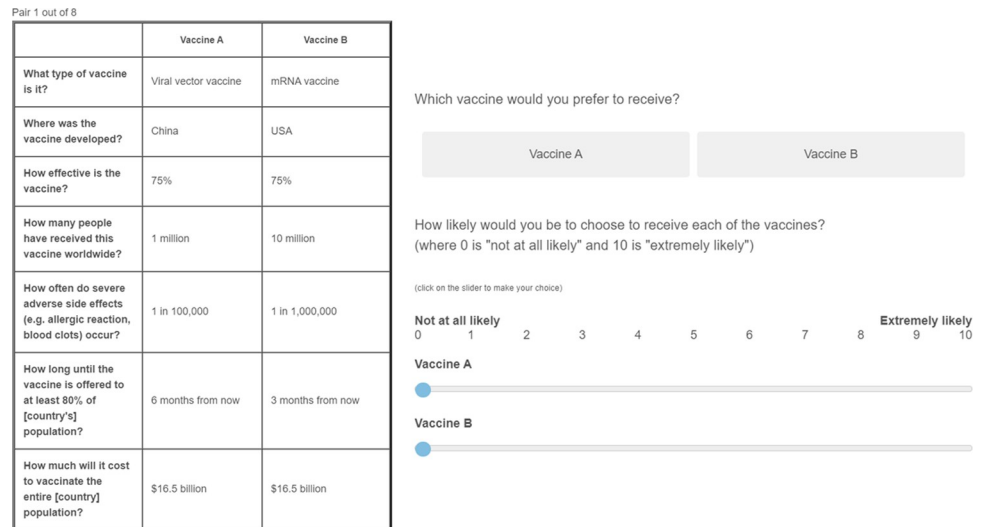 Pair 1 out of 8
Vaccine A Vaccine B
What type of vaccine
is it?
Viral vector vaccine mRNA vaccine
Where was the
vaccine developed?
China USA
How effective is the
vaccine?
75% 75%
How many people
have received this
vaccine worldwide?
1 million 10 million
How often do severe
adverse side effects
(e.g. allergic reaction,
blood clots) occur?
1 in 100,000 1 in 1,000,000
How long until the
vaccine is offered to
at least 80% of
[country's]
population?
6 months from now 3 months from now
How much will it cost
to vaccinate the
entire [country]
population?
$16.5 billion $16.5 billion
Which vaccine would you prefer to receive?
Vaccine A Vaccine B
How likely would you be to choose to receive each of the vaccines?
(where 0 is "not at all likely" and 10 is "extremely likely")
(click on the slider to make your choice)
Not at all likely Extremely likely
0 1 2 3 4 5 6 7 8 9 10
Vaccine A
Vaccine B